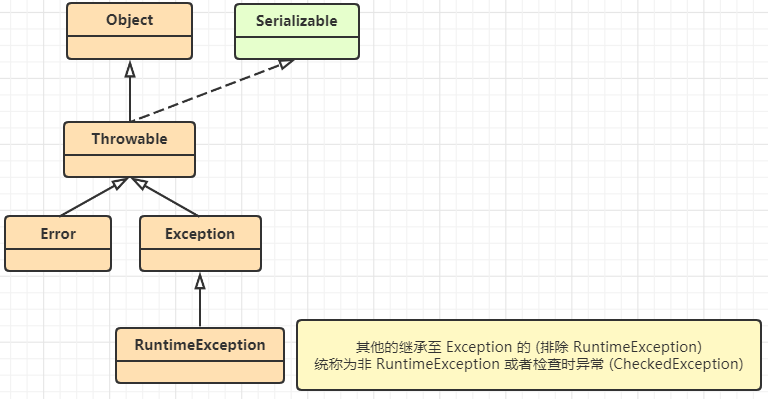 Object
Serializable
Throwable
Error
Exception
RuntimeException
其他的继承至 Exception 的 (排除 RuntimeException)
统称为非 RuntimeException 或者检查时异常 (CheckedException)